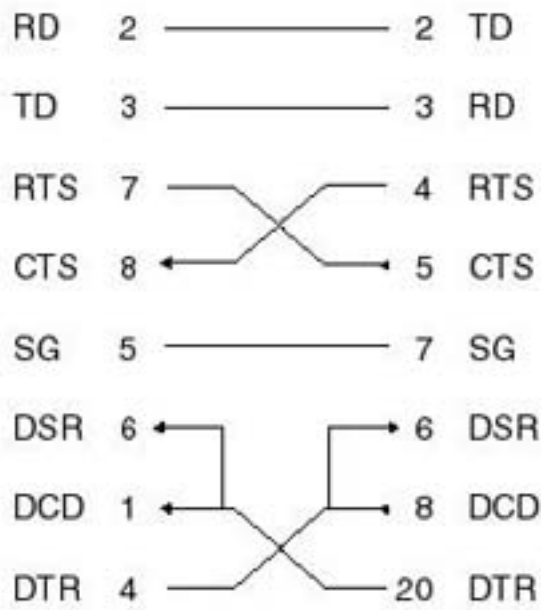 RD 2 2 TD
TD 3 3 RD
RTS 7 4 RTS
CTS 8 5 CTS
SG 5 7 SG
DSR 6 6 DSR
DCD 1 8 DCD
DTR 4 20 DTR